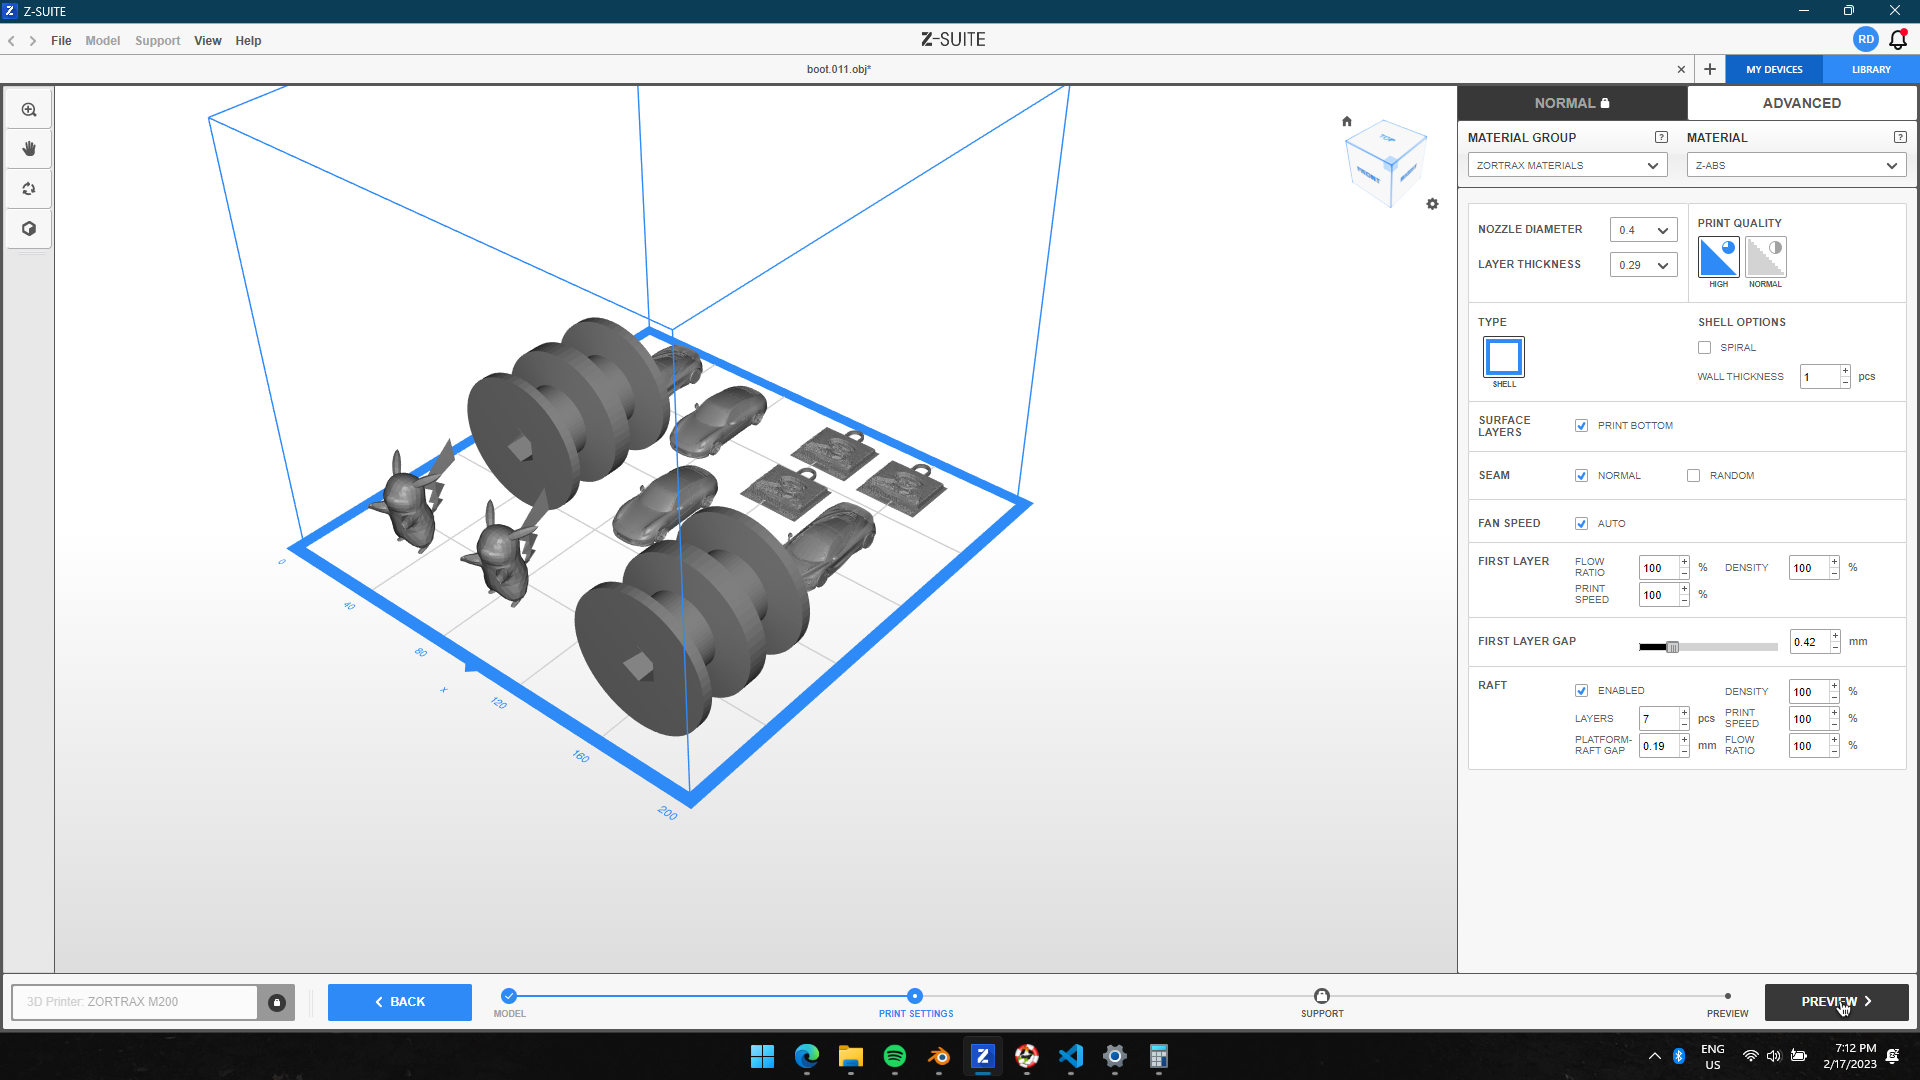 Z-SUITE
File Model Support View Help
Z-SUITE
RD
boot.011.obj*
MY DEVICES
LIBRARY
NORMAL
ADVANCED
MATERIAL GROUP ?
MATERIAL ?
ZORTRAX MATERIALS
Z-ABS
NOZZLE DIAMETER 0.4
LAYER THICKNESS 0.29
PRINT QUALITY
HIGH NORMAL
TYPE
SHELL
SHELL OPTIONS
SPIRAL
WALL THICKNESS 1 pcs
SURFACE
LAYERS
PRINT BOTTOM
SEAM NORMAL RANDOM
FAN SPEED AUTO
FIRST LAYER
FLOW
RATIO
100 %
DENSITY 100 %
PRINT
SPEED
100 %
FIRST LAYER GAP 0.42 mm
RAFT ENABLED
DENSITY 100 %
LAYERS 7 pcs
PRINT
SPEED
100 %
PLATFORM-
RAFT GAP
0.19 mm
FLOW
RATIO
100 %
TOP
FRONT
0
40
80
x
120
160
200
3D Printer: ZORTRAX M200
BACK
MODEL
PRINT SETTINGS
SUPPORT
PREVIEW
PREVIEW
Z
ENG
US
7:12 PM
2/17/2023